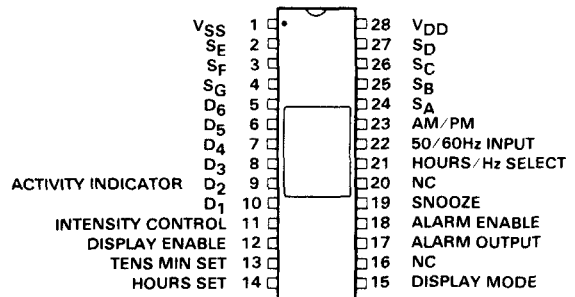 VSS 1 28 VDD
SE 2 27 SD
SF 3 26 SC
SG 4 25 SB
D6 5 24 SA
D5 6 23 AM/PM
D4 7 22 50/60Hz INPUT
D3 8 21 HOURS/Hz SELECT
ACTIVITY INDICATOR D2 9 20 NC
D1 10 19 SNOOZE
INTENSITY CONTROL 11 18 ALARM ENABLE
DISPLAY ENABLE 12 17 ALARM OUTPUT
TENS MIN SET 13 16 NC
HOURS SET 14 15 DISPLAY MODE